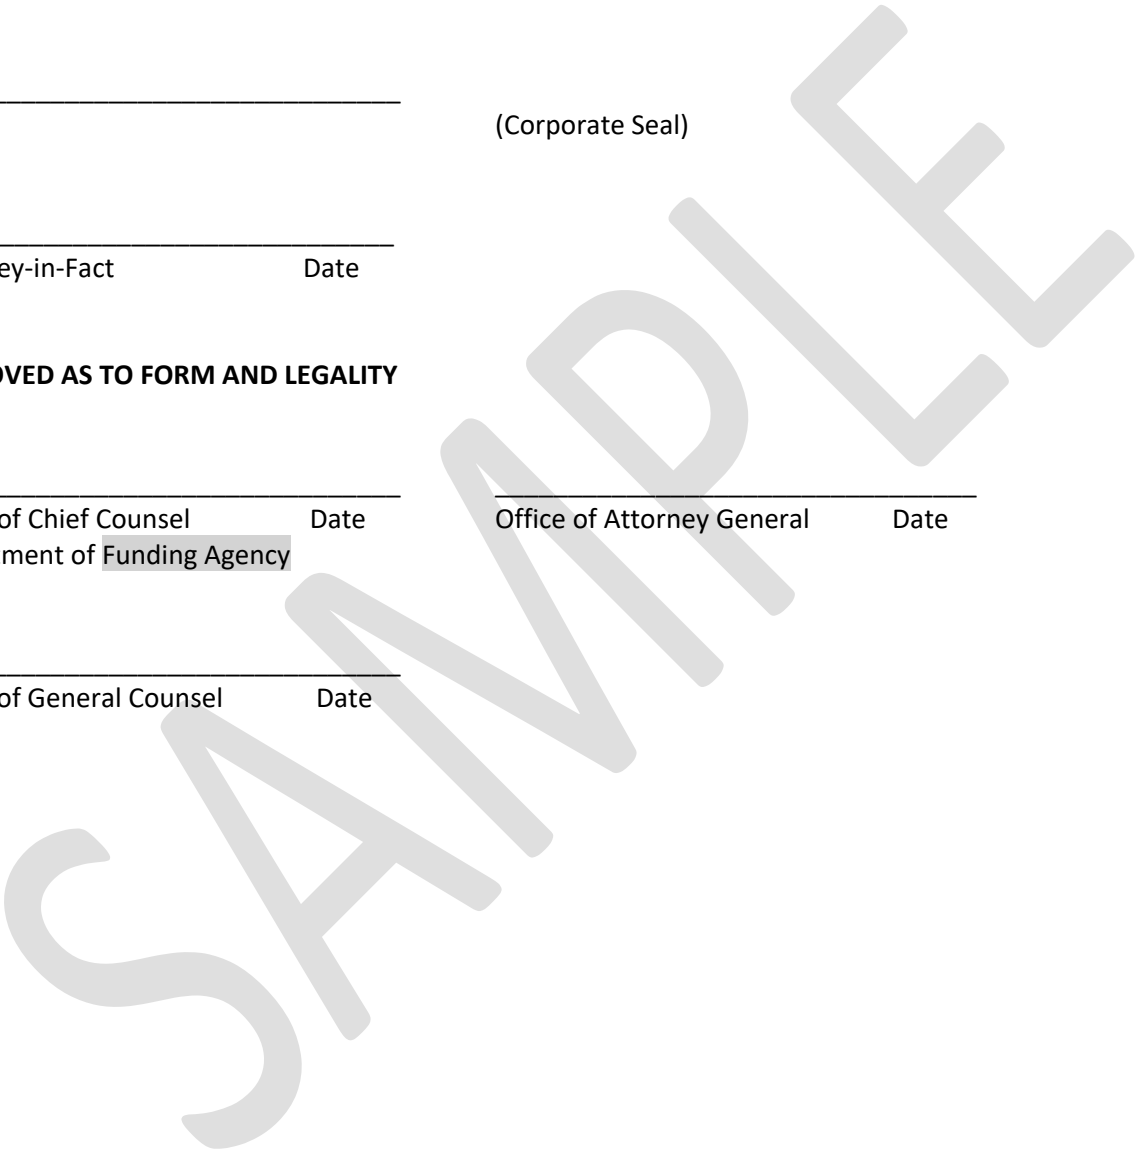 (Corporate Seal)
ey-in-Fact Date
OVED AS TO FORM AND LEGALITY
of Chief Counsel Date Office of Attorney General Date
ment of Funding Agency
of General Counsel Date
SAMPLE